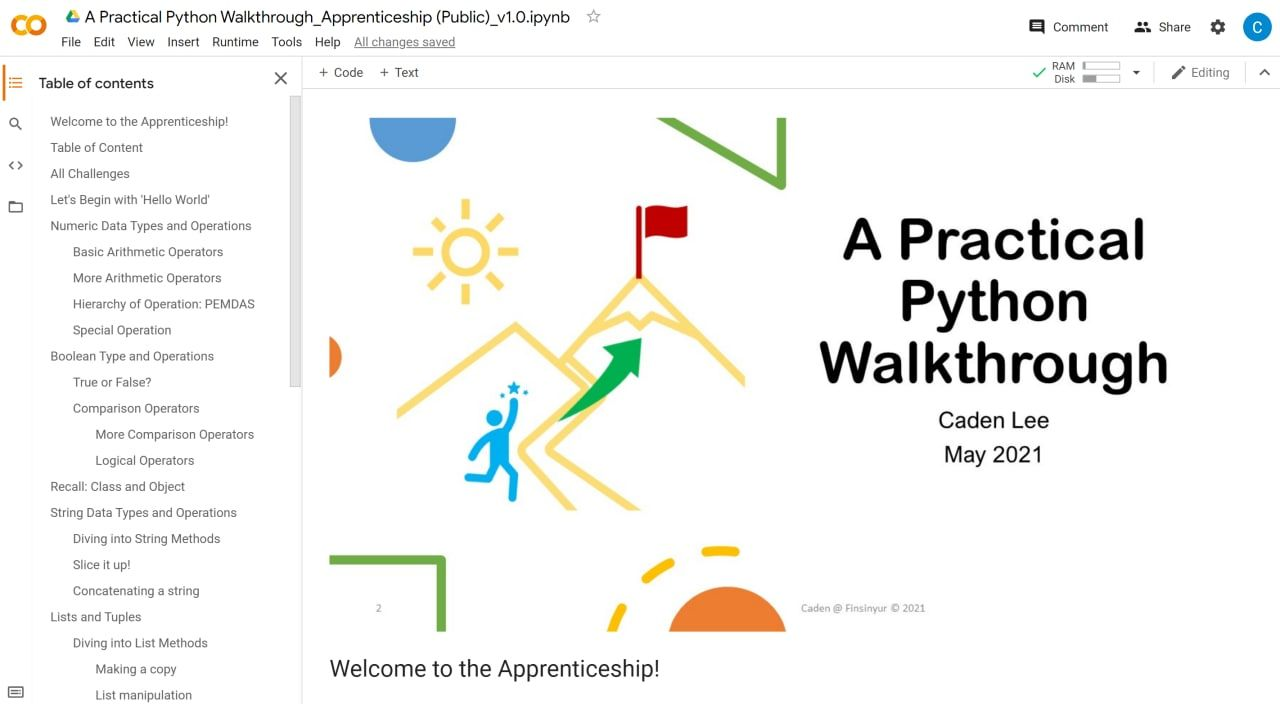 A Practical Python Walkthrough_Apprenticeship (Public)_v1.0.ipynb
File Edit View Insert Runtime Tools Help All changes saved
Comment Share C
Table of contents
+ Code + Text
RAM
Disk
Editing
Welcome to the Apprenticeship!
Table of Content
All Challenges
Let's Begin with 'Hello World'
Numeric Data Types and Operations
Basic Arithmetic Operators
More Arithmetic Operators
Hierarchy of Operation: PEMDAS
Special Operation
Boolean Type and Operations
True or False?
Comparison Operators
More Comparison Operators
Logical Operators
Recall: Class and Object
String Data Types and Operations
Diving into String Methods
Slice it up!
Concatenating a string
Lists and Tuples
Diving into List Methods
Making a copy
List manipulation
A Practical
Python
Walkthrough
Caden Lee
May 2021
2
Caden @ Finsinyur © 2021
Welcome to the Apprenticeship!